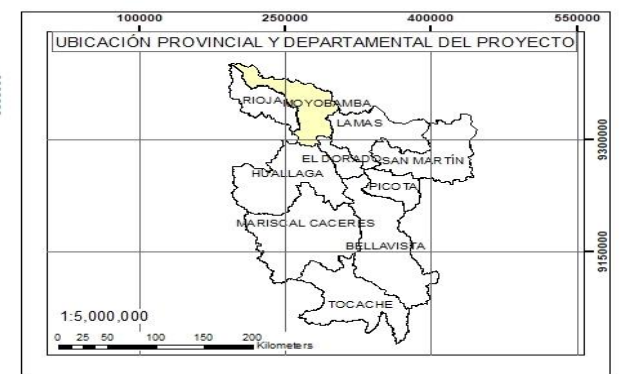 100000 250000 400000 550000
UBICACIÓN PROVINCIAL Y DEPARTAMENTAL DEL PROYECTO
RIOJA
MOYOBAMBA
LAMAS
9300000
EL DORADO
SAN MARTÍN
HUALLAGA
PICOTA
MARISCAL CACERES
BELLAVISTA
9150000
TOCACHE
1:5,000,000
0 25 50 100 150 200
Kilometers